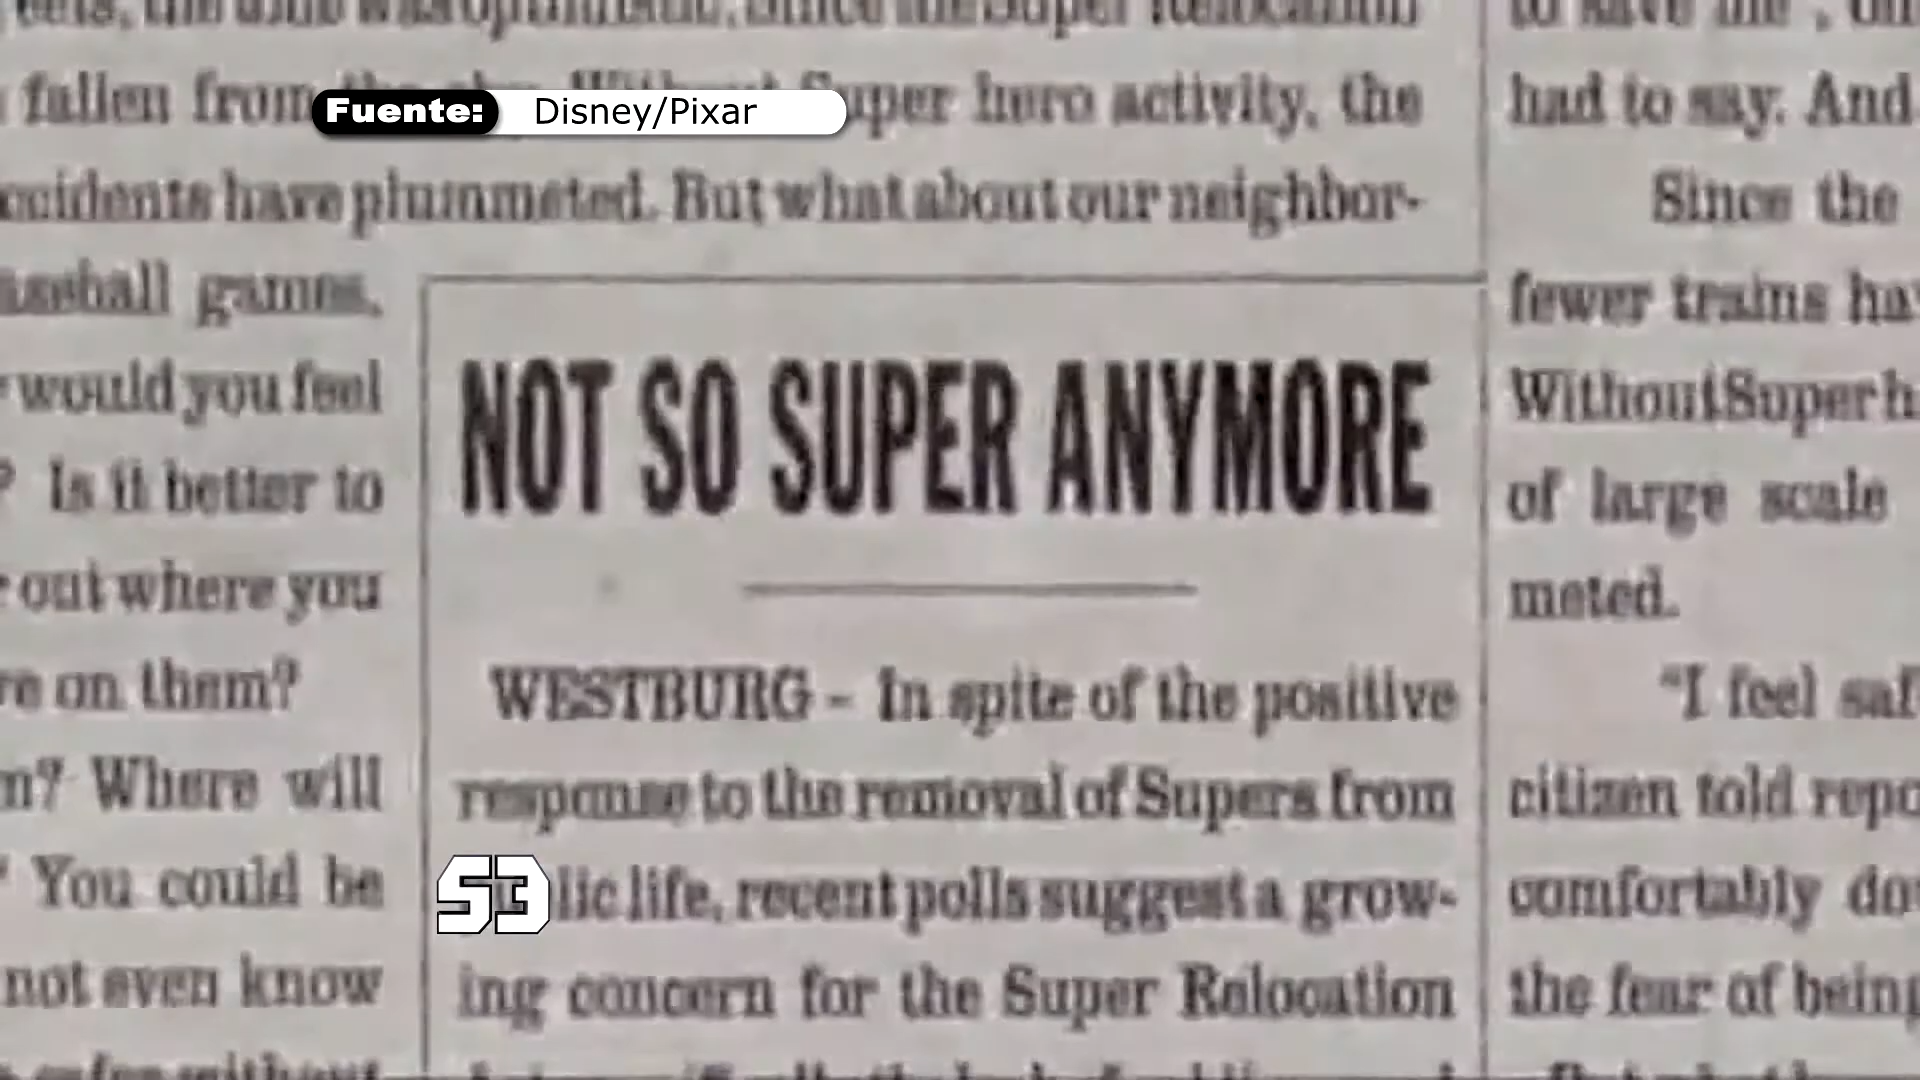 fallen from
Super hero activity, the
Fuente: Disney/Pixar
ccidents have plummeted. But what about our neighbor-
games,
would you feel
? Is it better to
out where you
re on them?
m? Where will
You could be
not even know
NOT SO SUPER ANYMORE
WESTBURG - In spite of the positive
response to the removal of Supers from
lic life, recent polls suggest a grow-
ing concern for the Super Relocation
53
had to say. And
Since the
fewer trains ha
Without Super h
of large scale
meted.
"I feel saf
citizen told repo
comfortably do
the fear of being